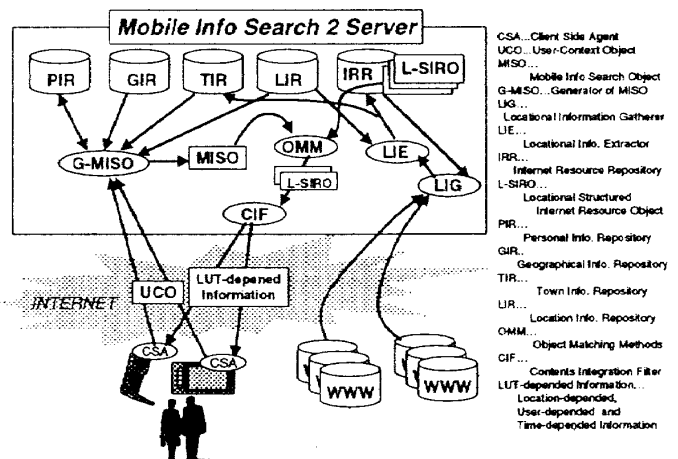 Mobile Info Search 2 Server
PIR
GIR
TIR
LIR
IRR
L-SIRO
G-MISO
MISO
OMM
LIE
L-SIRO
LIG
CIF
INTERNET
UCO
LUT-depened
Information
CSA
CSA
WWW
WWW
CSA...Client Side Agent
UCO...User-Context Object
MISO...
Mobile Info Search Object
G-MISO...Generator of MISO
LIG...
Locational Information Gatherer
LIE...
Locational Info. Extractor
IRR...
Internet Resource Repository
L-SIRO...
Locational Structured
Internet Resource Object
PIR...
Personal Info. Repository
GIR..
Geographical Info. Repository
TIR...
Town Info. Repository
LIR...
Location Info. Repository
OMM...
Object Matching Methods
CIF...
Contents Integration Filter
LUT-depended Information...
Location-depended,
User-depended and
Time-depended Information